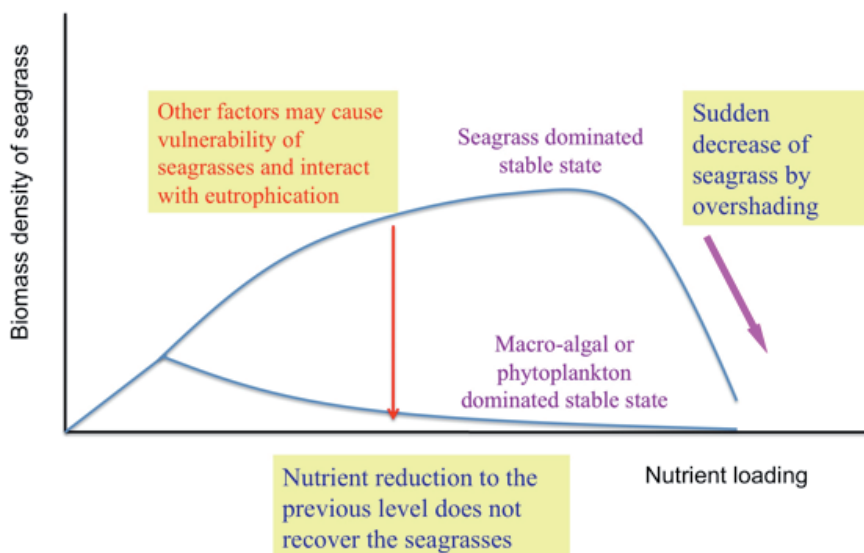 Biomass density of seagrass
Other factors may cause
vulnerability of
seagrasses and interact
with eutrophication
Seagrass dominated
stable state
Sudden
decrease of
seagrass by
overshading
Macro-algal or
phytoplankton
dominated stable state
Nutrient loading
Nutrient reduction to the
previous level does not
recover the seagrasses